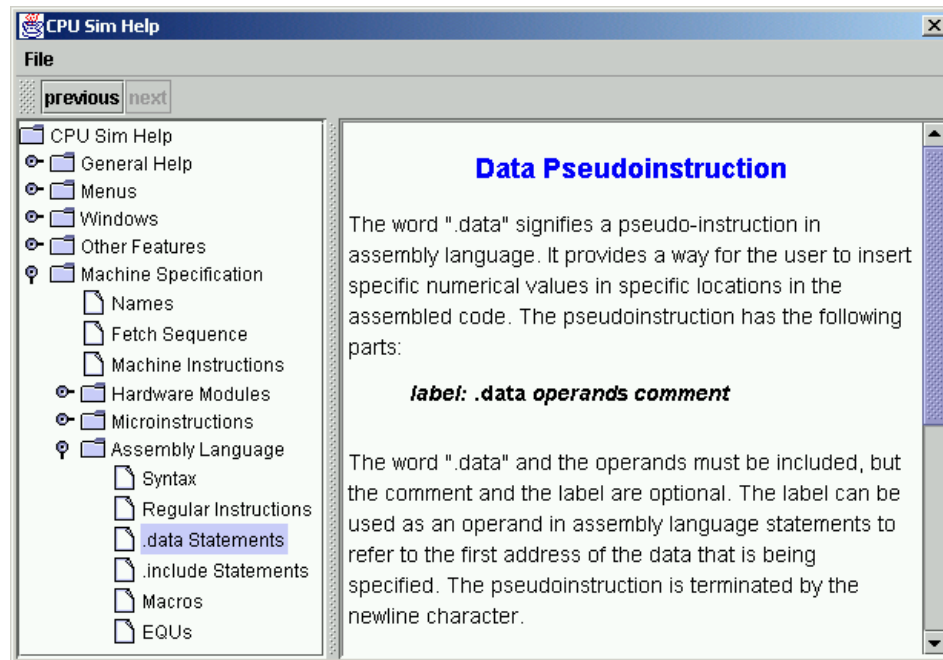 CPU Sim Help
File
previous next
CPU Sim Help
General Help
Menus
Windows
Other Features
Machine Specification
Names
Fetch Sequence
Machine Instructions
Hardware Modules
Microinstructions
Assembly Language
Syntax
Regular Instructions
.data Statements
.include Statements
Macros
EQUs
Data Pseudoinstruction
The word ".data" signifies a pseudo-instruction in
assembly language. It provides a way for the user to insert
specific numerical values in specific locations in the
assembled code. The pseudoinstruction has the following
parts:
label: .data operands comment
The word ".data" and the operands must be included, but
the comment and the label are optional. The label can be
used as an operand in assembly language statements to
refer to the first address of the data that is being
specified. The pseudoinstruction is terminated by the
newline character.